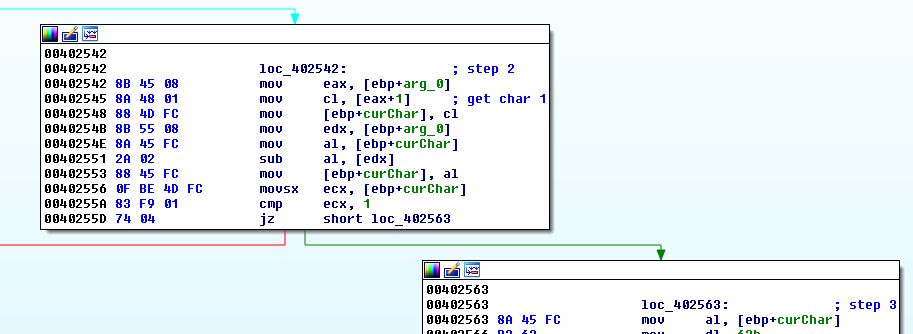 00402542
00402542 loc_402542: ; step 2
00402542 8B 45 08 mov eax, [ebp+arg_0]
00402545 8A 48 01 mov cl, [eax+1] ; get char 1
00402548 88 4D FC mov [ebp+curChar], cl
0040254B 8B 55 08 mov edx, [ebp+arg_0]
0040254E 8A 45 FC mov al, [ebp+curChar]
00402551 2A 02 sub al, [edx]
00402553 88 45 FC mov [ebp+curChar], al
00402556 0F BE 4D FC movsx ecx, [ebp+curChar]
0040255A 83 F9 01 cmp ecx, 1
0040255D 74 04 jz short loc_402563
00402563
00402563 loc_402563: ; step 3
00402563 8A 45 FC mov al, [ebp+curChar]